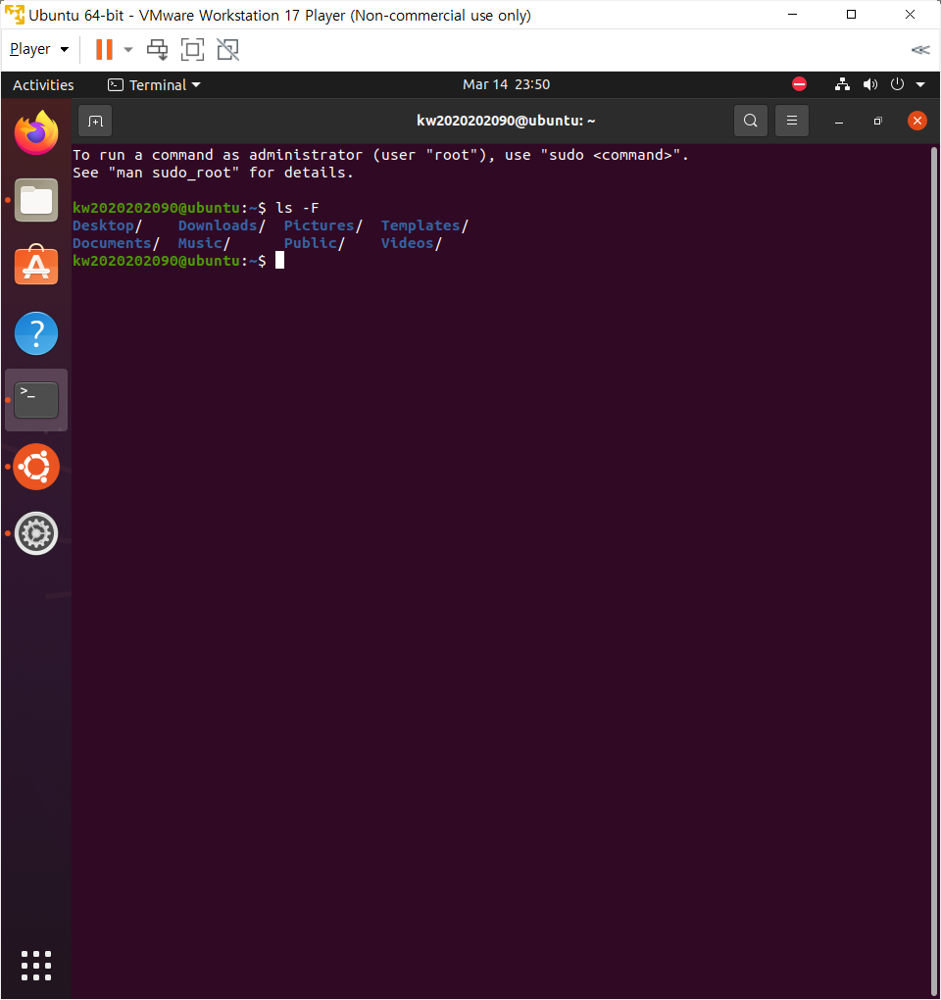 Ubuntu 64-bit - VMware Workstation 17 Player (Non-commercial use only)
Player
Activities Terminal Mar 14 23:50
kw2020202090@ubuntu: ~
To run a command as administrator (user "root"), use "sudo <command>".
See "man sudo_root" for details.
kw2020202090@ubuntu:~$ ls -F
Desktop/ Downloads/ Pictures/ Templates/
Documents/ Music/ Public/ Videos/
kw2020202090@ubuntu:~$